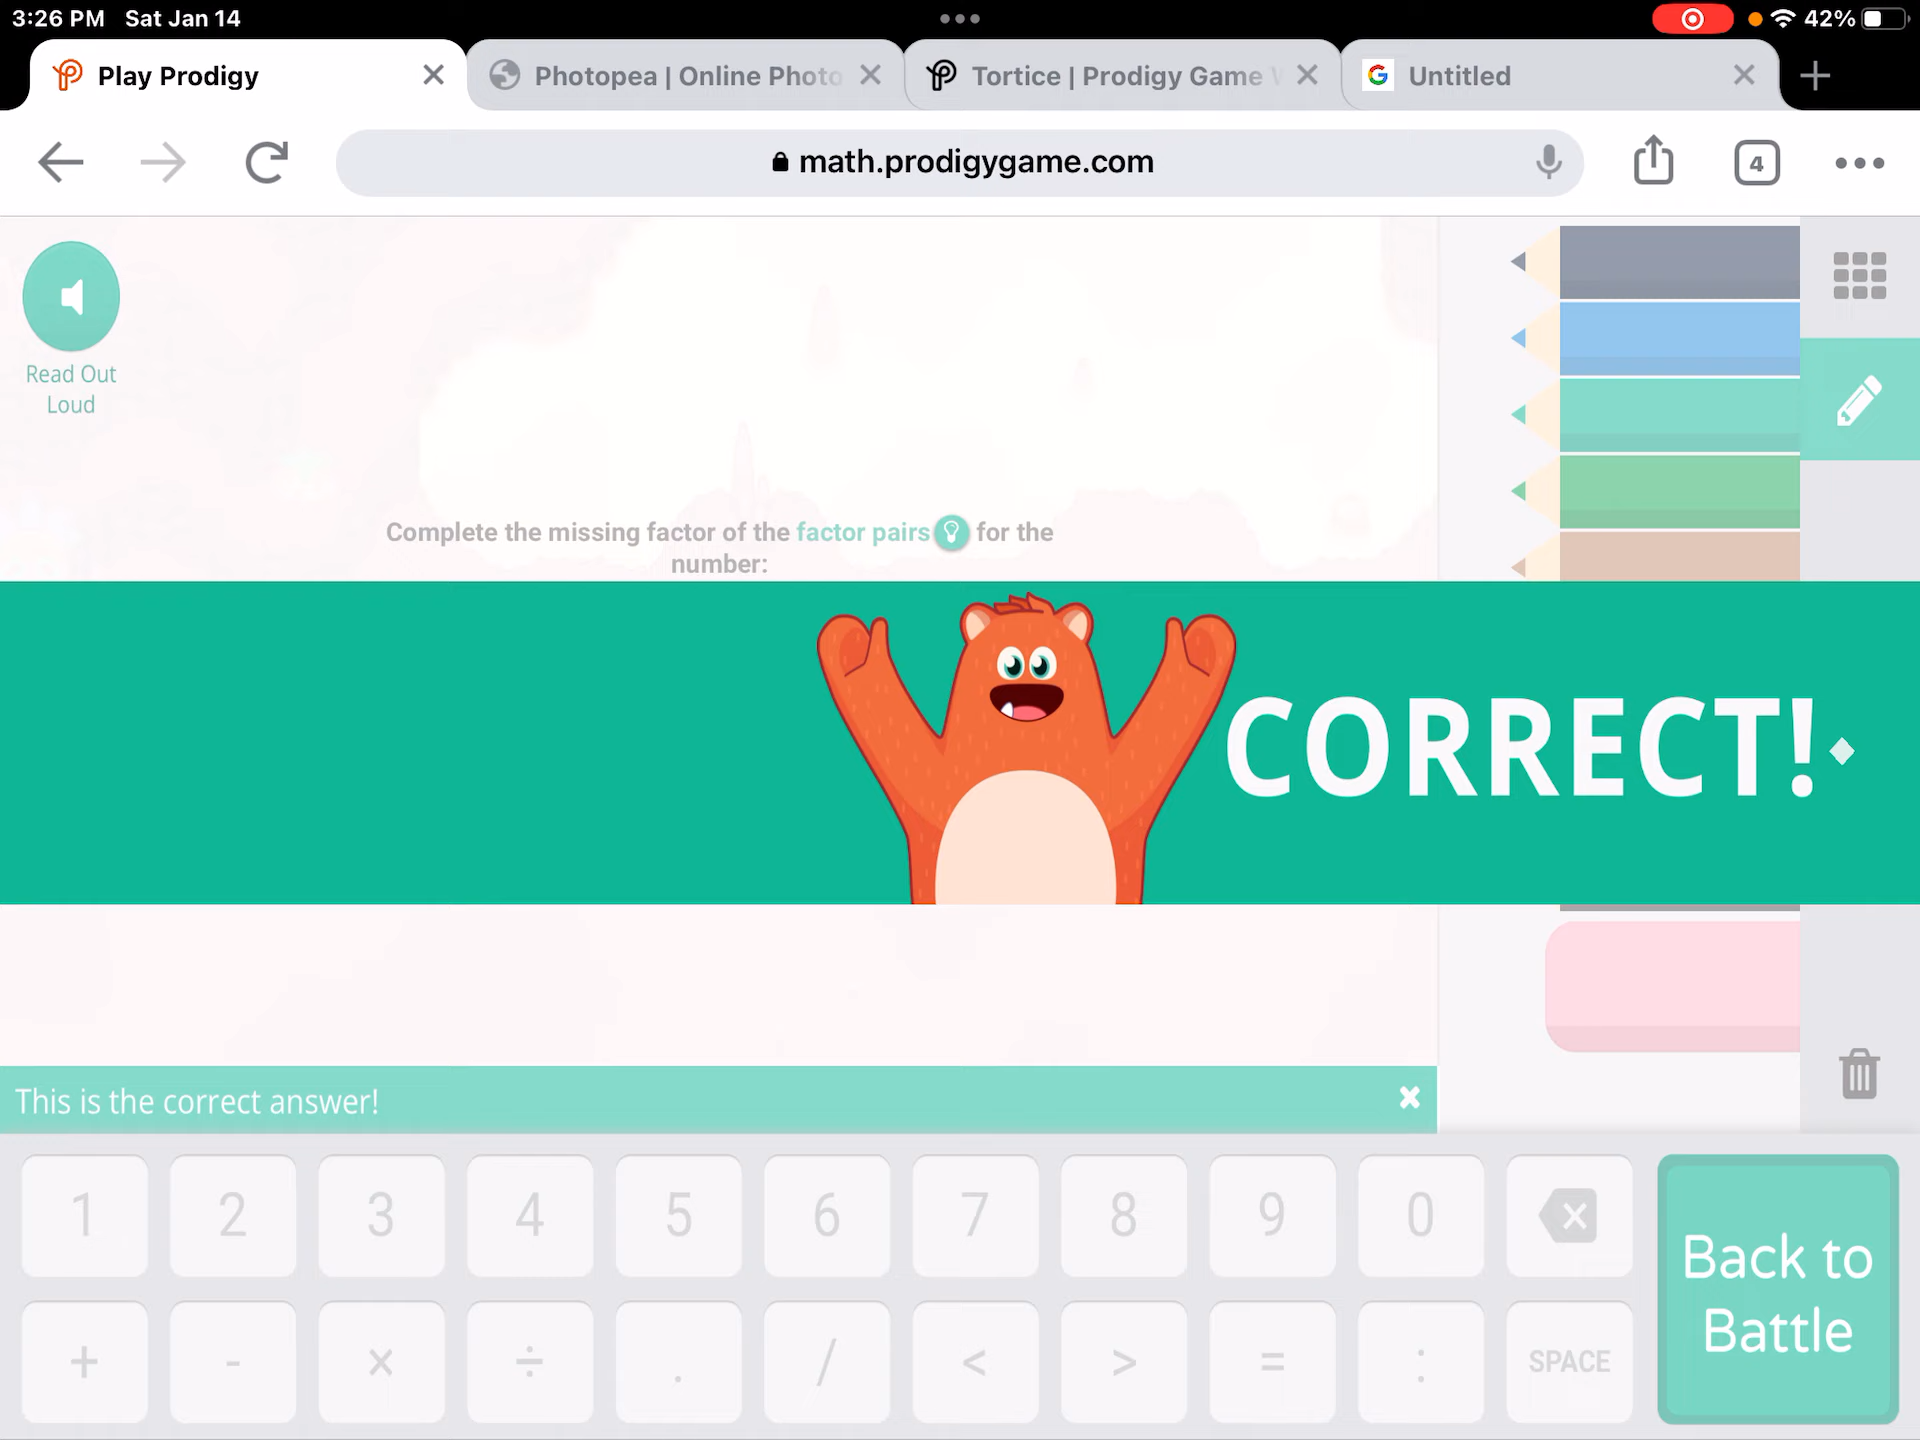 3:26 PM Sat Jan 14
42%
Play Prodigy
Photopea | Online Photo
Tortice | Prodigy Game
Untitled
math.prodigygame.com
4
Read Out
Loud
Complete the missing factor of the factor pairs for the
number:
CORRECT!
This is the correct answer!
1 2 3 4 5 6 7 8 9 0
Back to
Battle
+ - × ÷ . / < > = : SPACE